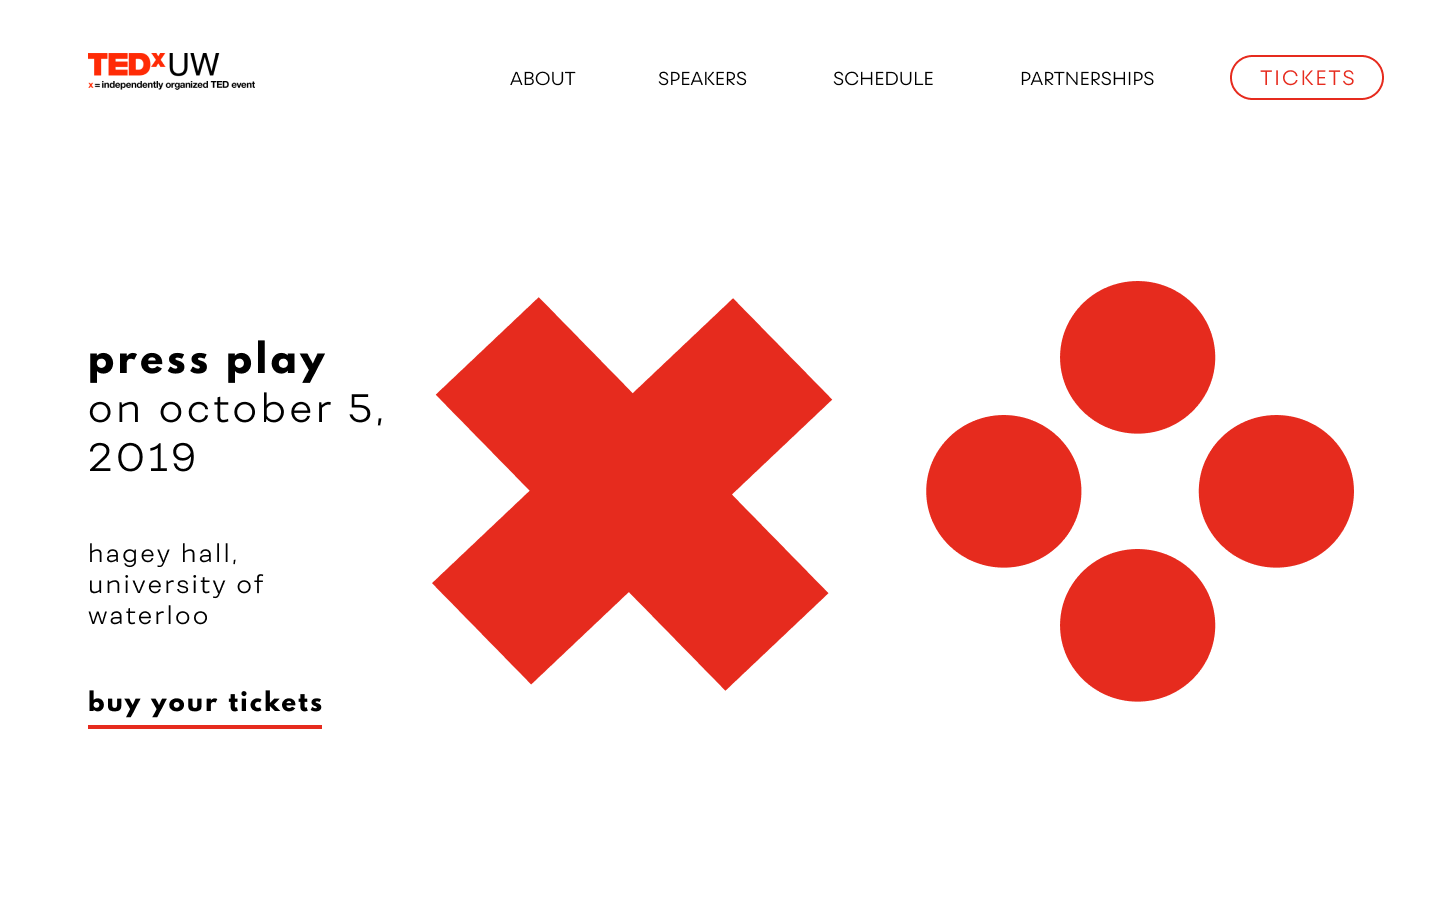 TEDxUW
x = independently organized TED event
ABOUT
SPEAKERS
SCHEDULE
PARTNERSHIPS
TICKETS
press play
on october 5,
2019
hagey hall,
university of
waterloo
buy your tickets